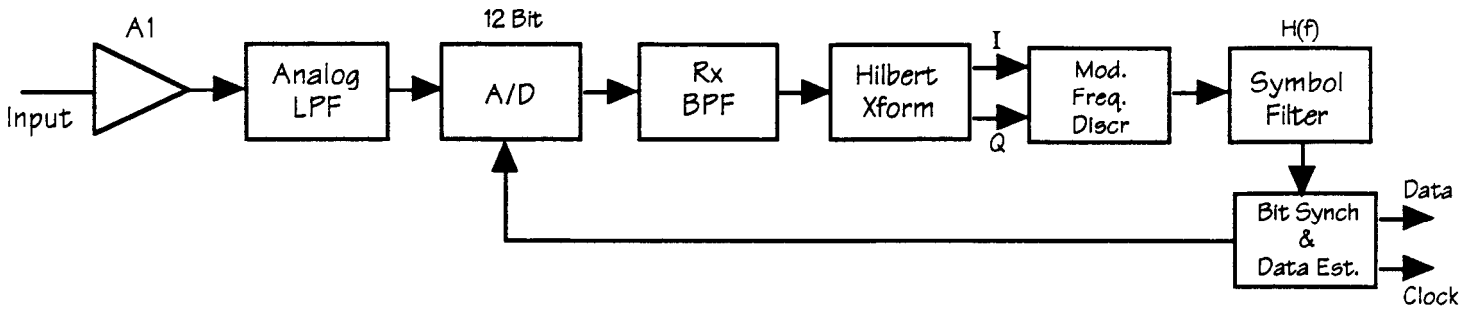 A1
Input
Analog
LPF
12 Bit
A/D
Rx
BPF
Hilbert
Xform
I
Q
Mod.
Freq.
Discr
H(f)
Symbol
Filter
Bit Synch
&
Data Est.
Data
Clock